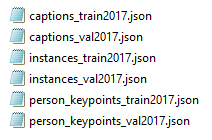 captions_train2017.json
captions_val2017.json
instances_train2017.json
instances_val2017.json
person_keypoints_train2017.json
person_keypoints_val2017.json